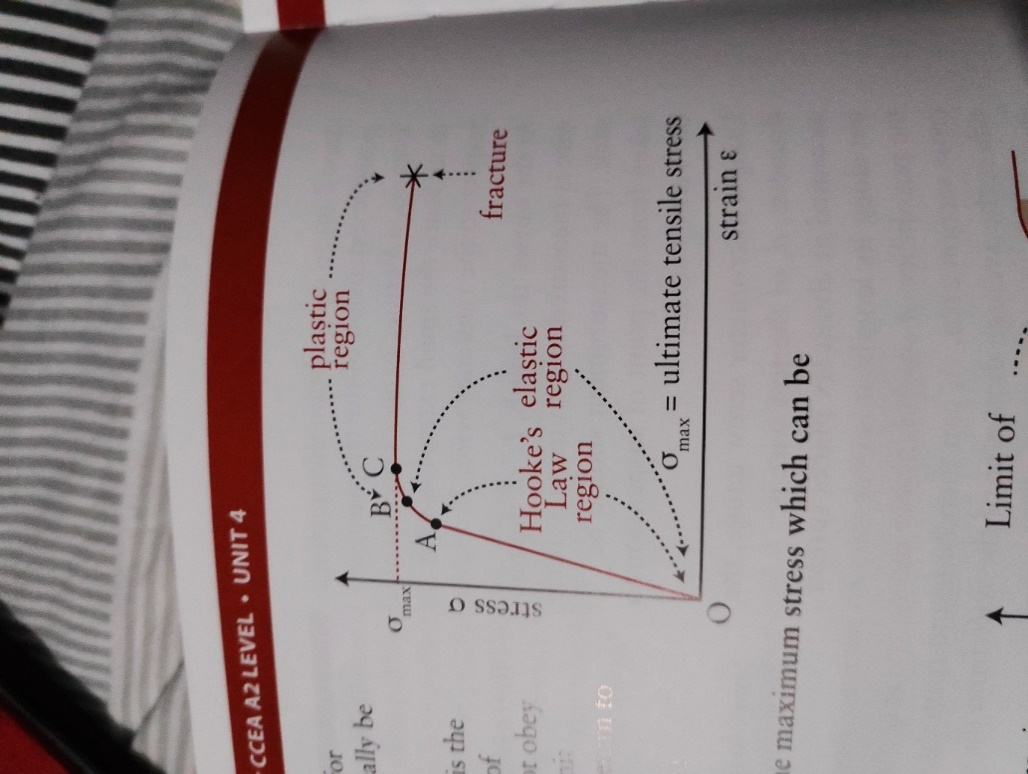 CCEA A2 LEVEL • UNIT 4
for
ally be
is the
of
obey
to
plastic
region
σmax
B
C
A
stress σ
Hooke's
Law
region
elastic
region
fracture
σmax = ultimate tensile stress
O
strain ε
maximum stress which can be
Limit of